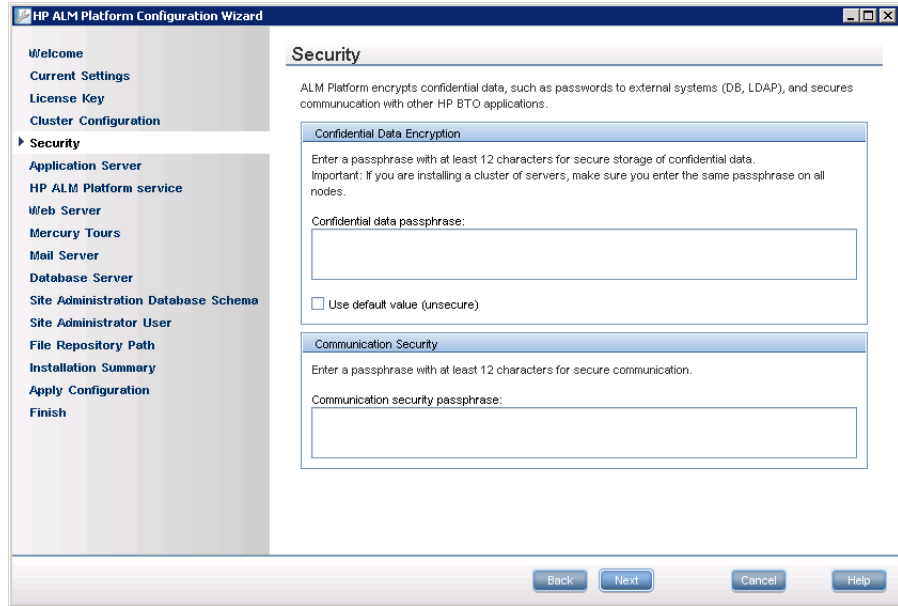 HP ALM Platform Configuration Wizard
Welcome
Current Settings
License Key
Cluster Configuration
Security
Application Server
HP ALM Platform service
Web Server
Mercury Tours
Mail Server
Database Server
Site Administration Database Schema
Site Administrator User
File Repository Path
Installation Summary
Apply Configuration
Finish
Security
ALM Platform encrypts confidential data, such as passwords to external systems (DB, LDAP), and secures
communucation with other HP BTO applications.
Confidential Data Encryption
Enter a passphrase with at least 12 characters for secure storage of confidential data.
Important: If you are installing a cluster of servers, make sure you enter the same passphrase on all
nodes.
Confidential data passphrase:
Use default value (unsecure)
Communication Security
Enter a passphrase with at least 12 characters for secure communication.
Communication security passphrase:
Back
Next
Cancel
Help